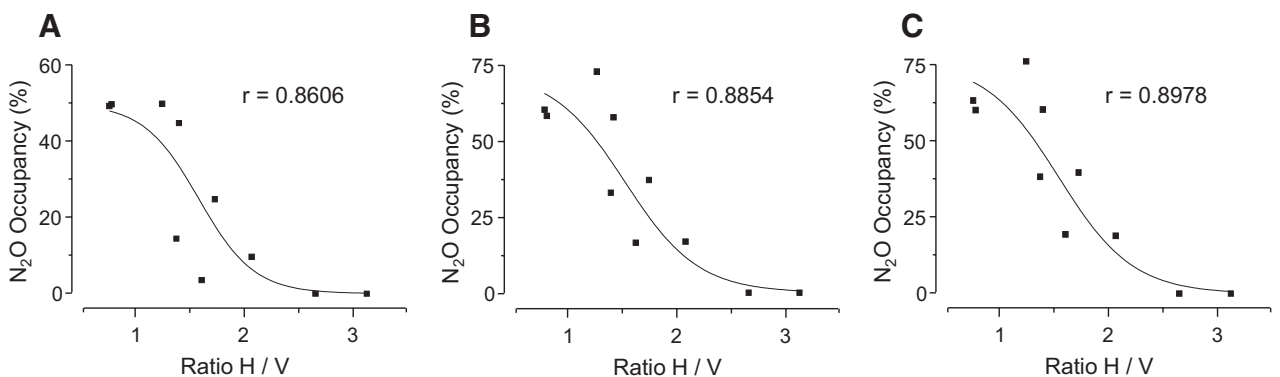 A
60
40
20
0
N₂O Occupancy (%)
r = 0.8606
1 2 3
Ratio H / V
B
75
50
25
0
N₂O Occupancy (%)
r = 0.8854
1 2 3
Ratio H / V
C
75
50
25
0
N₂O Occupancy (%)
r = 0.8978
1 2 3
Ratio H / V